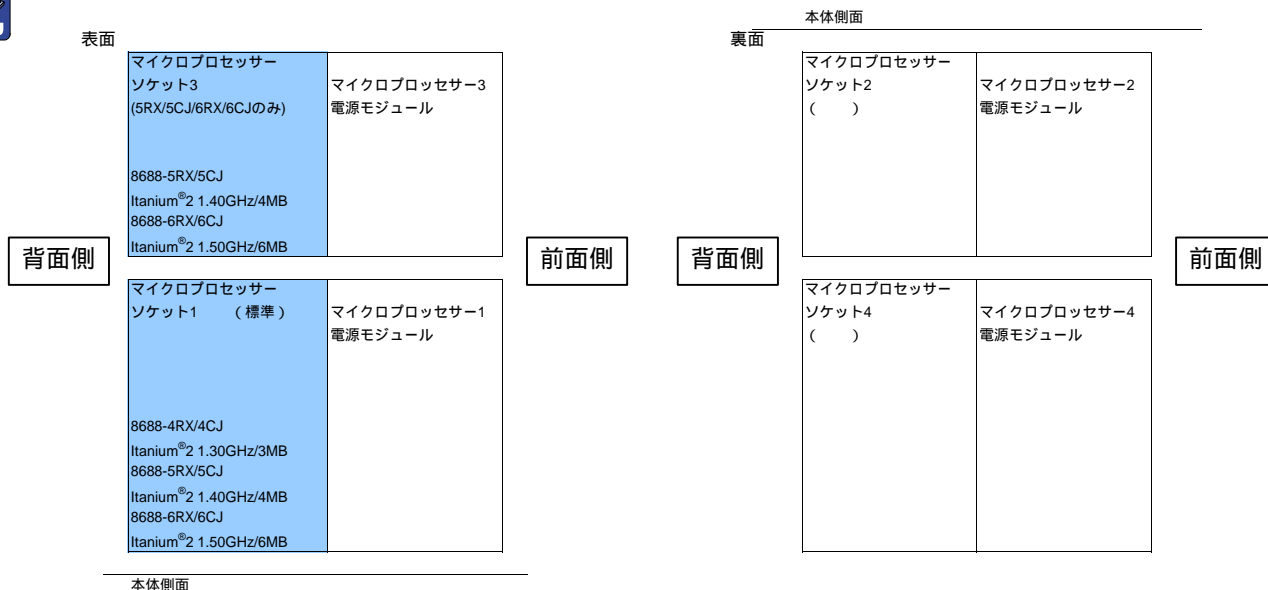 表面
マイクロプロセッサー
ソケット3
(5RX/5CJ/6RX/6CJのみ)
8688-5RX/5CJ
Itanium®2 1.40GHz/4MB
8688-6RX/6CJ
Itanium®2 1.50GHz/6MB
マイクロプロッセサー3
電源モジュール
背面側
前面側
マイクロプロセッサー
ソケット1 (標準)
8688-4RX/4CJ
Itanium®2 1.30GHz/3MB
8688-5RX/5CJ
Itanium®2 1.40GHz/4MB
8688-6RX/6CJ
Itanium®2 1.50GHz/6MB
マイクロプロッセサー1
電源モジュール
本体側面
本体側面
裏面
マイクロプロセッサー
ソケット2
( )
マイクロプロッセサー2
電源モジュール
背面側
前面側
マイクロプロセッサー
ソケット4
( )
マイクロプロッセサー4
電源モジュール